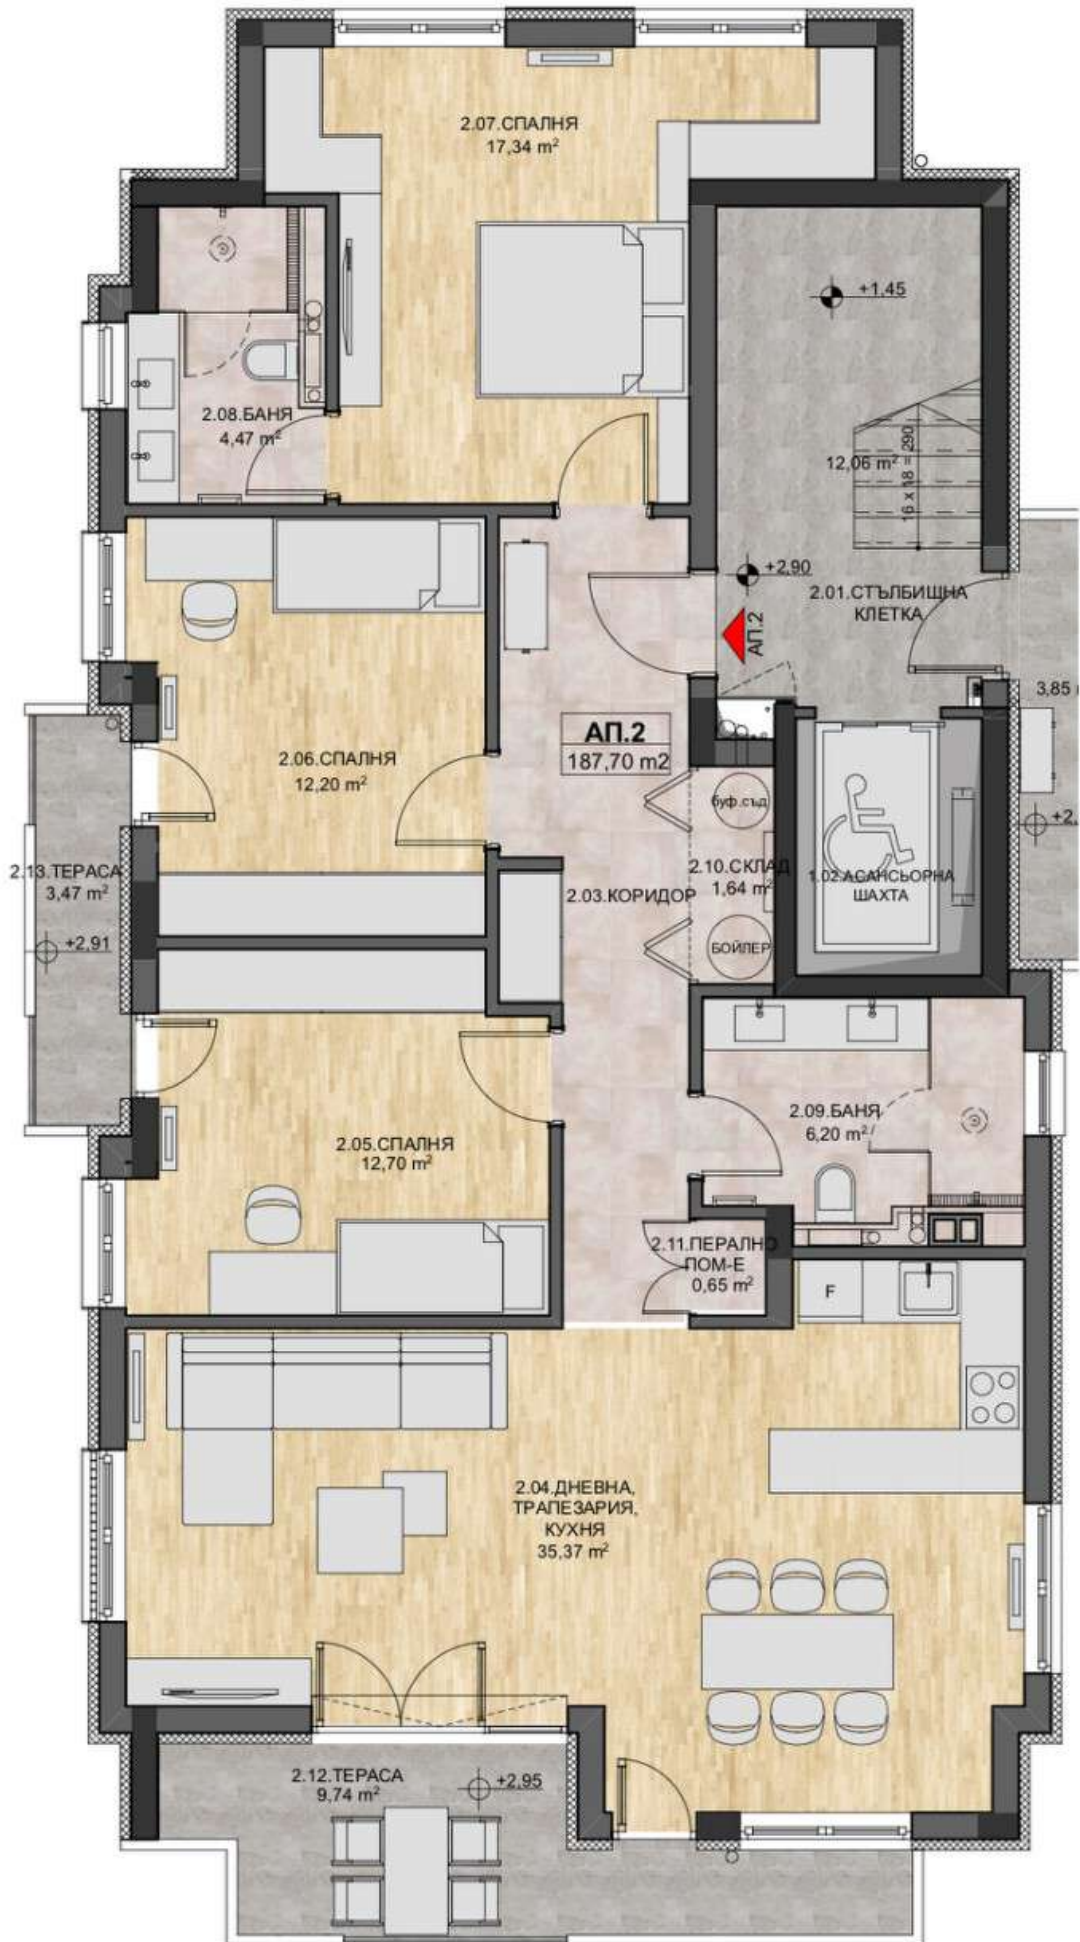 2.07.СПАЛНЯ
17,34 m²
+1,45
2.08.БАНЯ
4,47 m²
12,06 m²
16 x 18 = 290
+2,90
2.01.СТЪЛБИЩНА
КЛЕТКА
АП.2
3,85
АП.2
187,70 m2
2.06.СПАЛНЯ
12,20 m²
буф.съд
2.10.СКЛАД
1,64 m²
2.13.ТЕРАСА
3,47 m²
+2,91
2.03.КОРИДОР
1.02.АСАНСЬОРНА
ШАХТА
БОЙЛЕР
2.09.БАНЯ
6,20 m²
2.05.СПАЛНЯ
12,70 m²
2.11.ПЕРАЛНО
ПОМ-Е
0,65 m²
F
2.04.ДНЕВНА,
ТРАПЕЗАРИЯ,
КУХНЯ
35,37 m²
2.12.ТЕРАСА
9,74 m²
+2,95